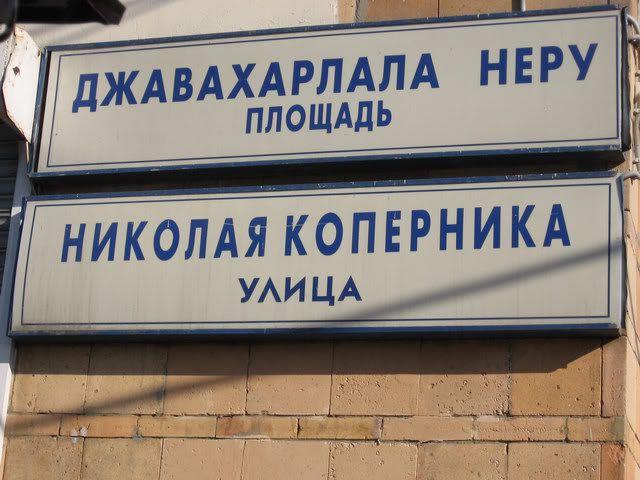 ДЖАВАХАРЛАЛА НЕРУ
ПЛОЩАДЬ
НИКОЛАЯ КОПЕРНИКА
УЛИЦА